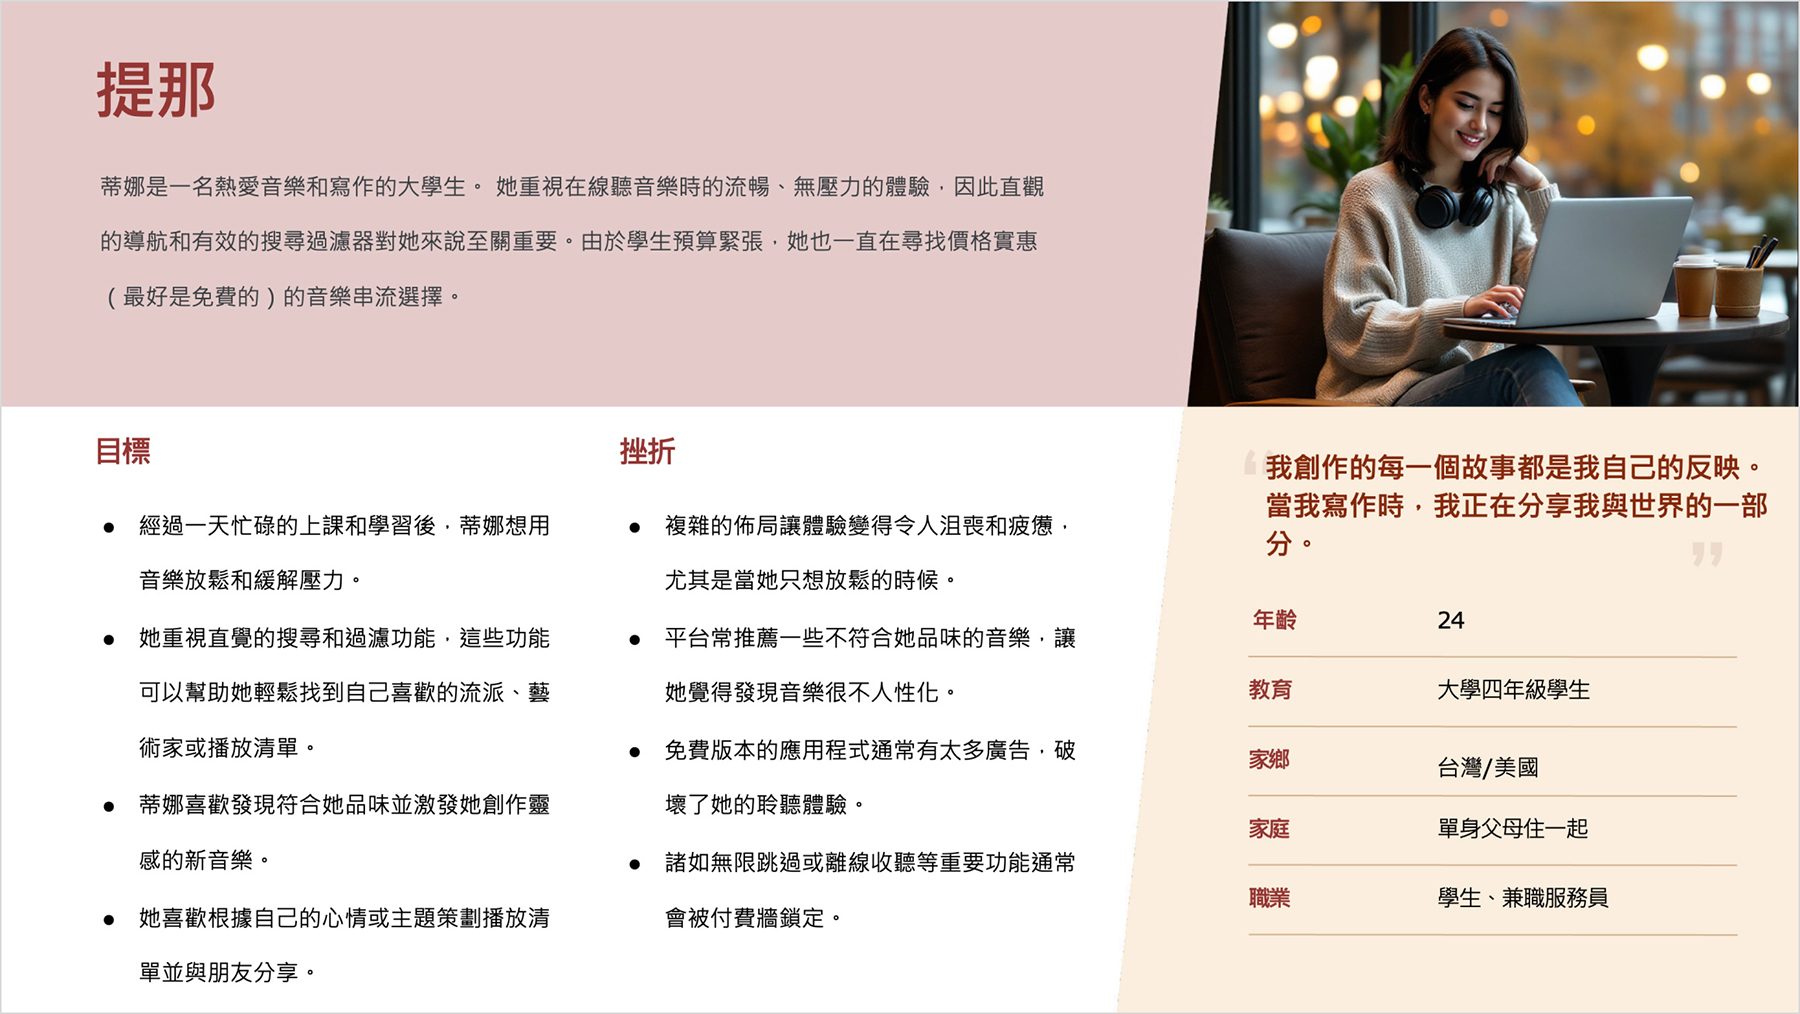 提那
蒂娜是一名熱愛音樂和寫作的大學生。 她重視在線聽音樂時的流暢、無壓力的體驗，因此直觀
的導航和有效的搜尋過濾器對她來說至關重要。由於學生預算緊張，她也一直在尋找價格實惠
（最好是免費的）的音樂串流選擇。
目標
● 經過一天忙碌的上課和學習後，蒂娜想用
音樂放鬆和緩解壓力。
● 她重視直覺的搜尋和過濾功能，這些功能
可以幫助她輕鬆找到自己喜歡的流派、藝
術家或播放清單。
● 蒂娜喜歡發現符合她品味並激發她創作靈
感的新音樂。
● 她喜歡根據自己的心情或主題策劃播放清
單並與朋友分享。
挫折
● 複雜的佈局讓體驗變得令人沮喪和疲憊，
尤其是當她只想放鬆的時候。
● 平台常推薦一些不符合她品味的音樂，讓
她覺得發現音樂很不人性化。
● 免費版本的應用程式通常有太多廣告，破
壞了她的聆聽體驗。
● 諸如無限跳過或離線收聽等重要功能通常
會被付費牆鎖定。
“我創作的每一個故事都是我自己的反映。
當我寫作時，我正在分享我與世界的一部
分。”
年齡 24
教育 大學四年級學生
家鄉 台灣/美國
家庭 單身父母住一起
職業 學生、兼職服務員